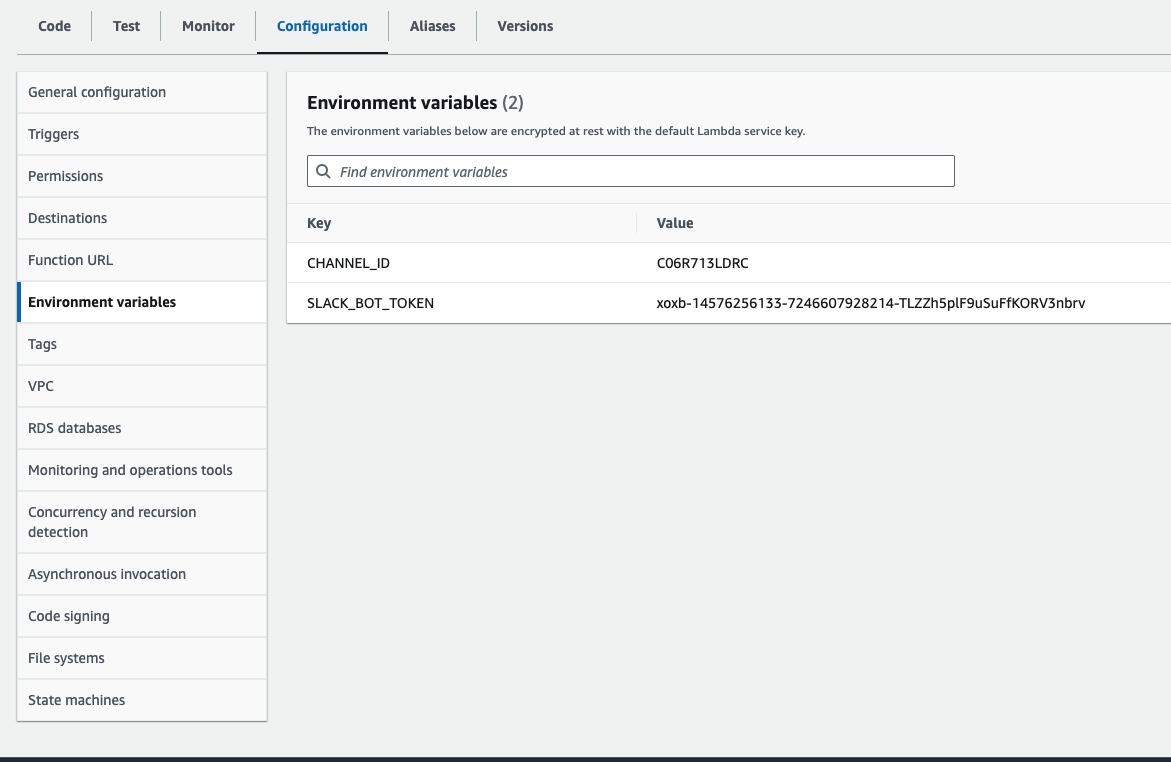 Code
Test
Monitor
Configuration
Aliases
Versions
General configuration
Triggers
Permissions
Destinations
Function URL
Environment variables
Tags
VPC
RDS databases
Monitoring and operations tools
Concurrency and recursion
detection
Asynchronous invocation
Code signing
File systems
State machines
Environment variables (2)
The environment variables below are encrypted at rest with the default Lambda service key.
Find environment variables
Key Value
CHANNEL_ID C06R713LDRC
SLACK_BOT_TOKEN xoxb-14576256133-7246607928214-TLZZh5plF9uSuFfKORV3nbrv